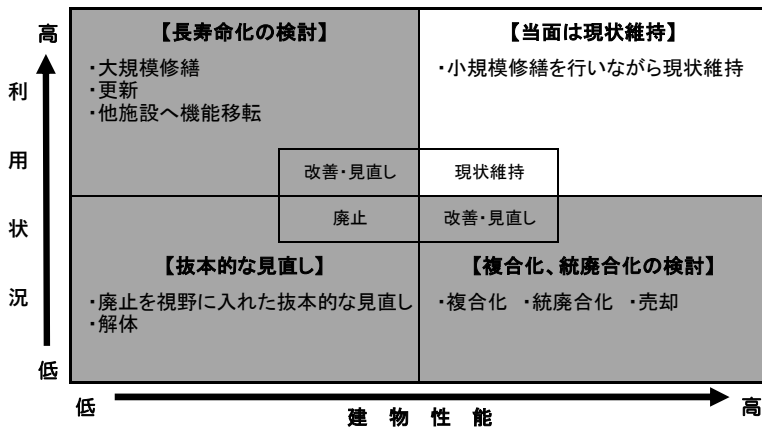 高
利
用
状
況
低
【長寿命化の検討】
・大規模修繕
・更新
・他施設へ機能移転
【当面は現状維持】
・小規模修繕を行いながら現状維持
改善・見直し
現状維持
廃止
改善・見直し
【抜本的な見直し】
・廃止を視野に入れた抜本的な見直し
・解体
【複合化、統廃合化の検討】
・複合化 ・統廃合化 ・売却
低
建 物 性 能
高